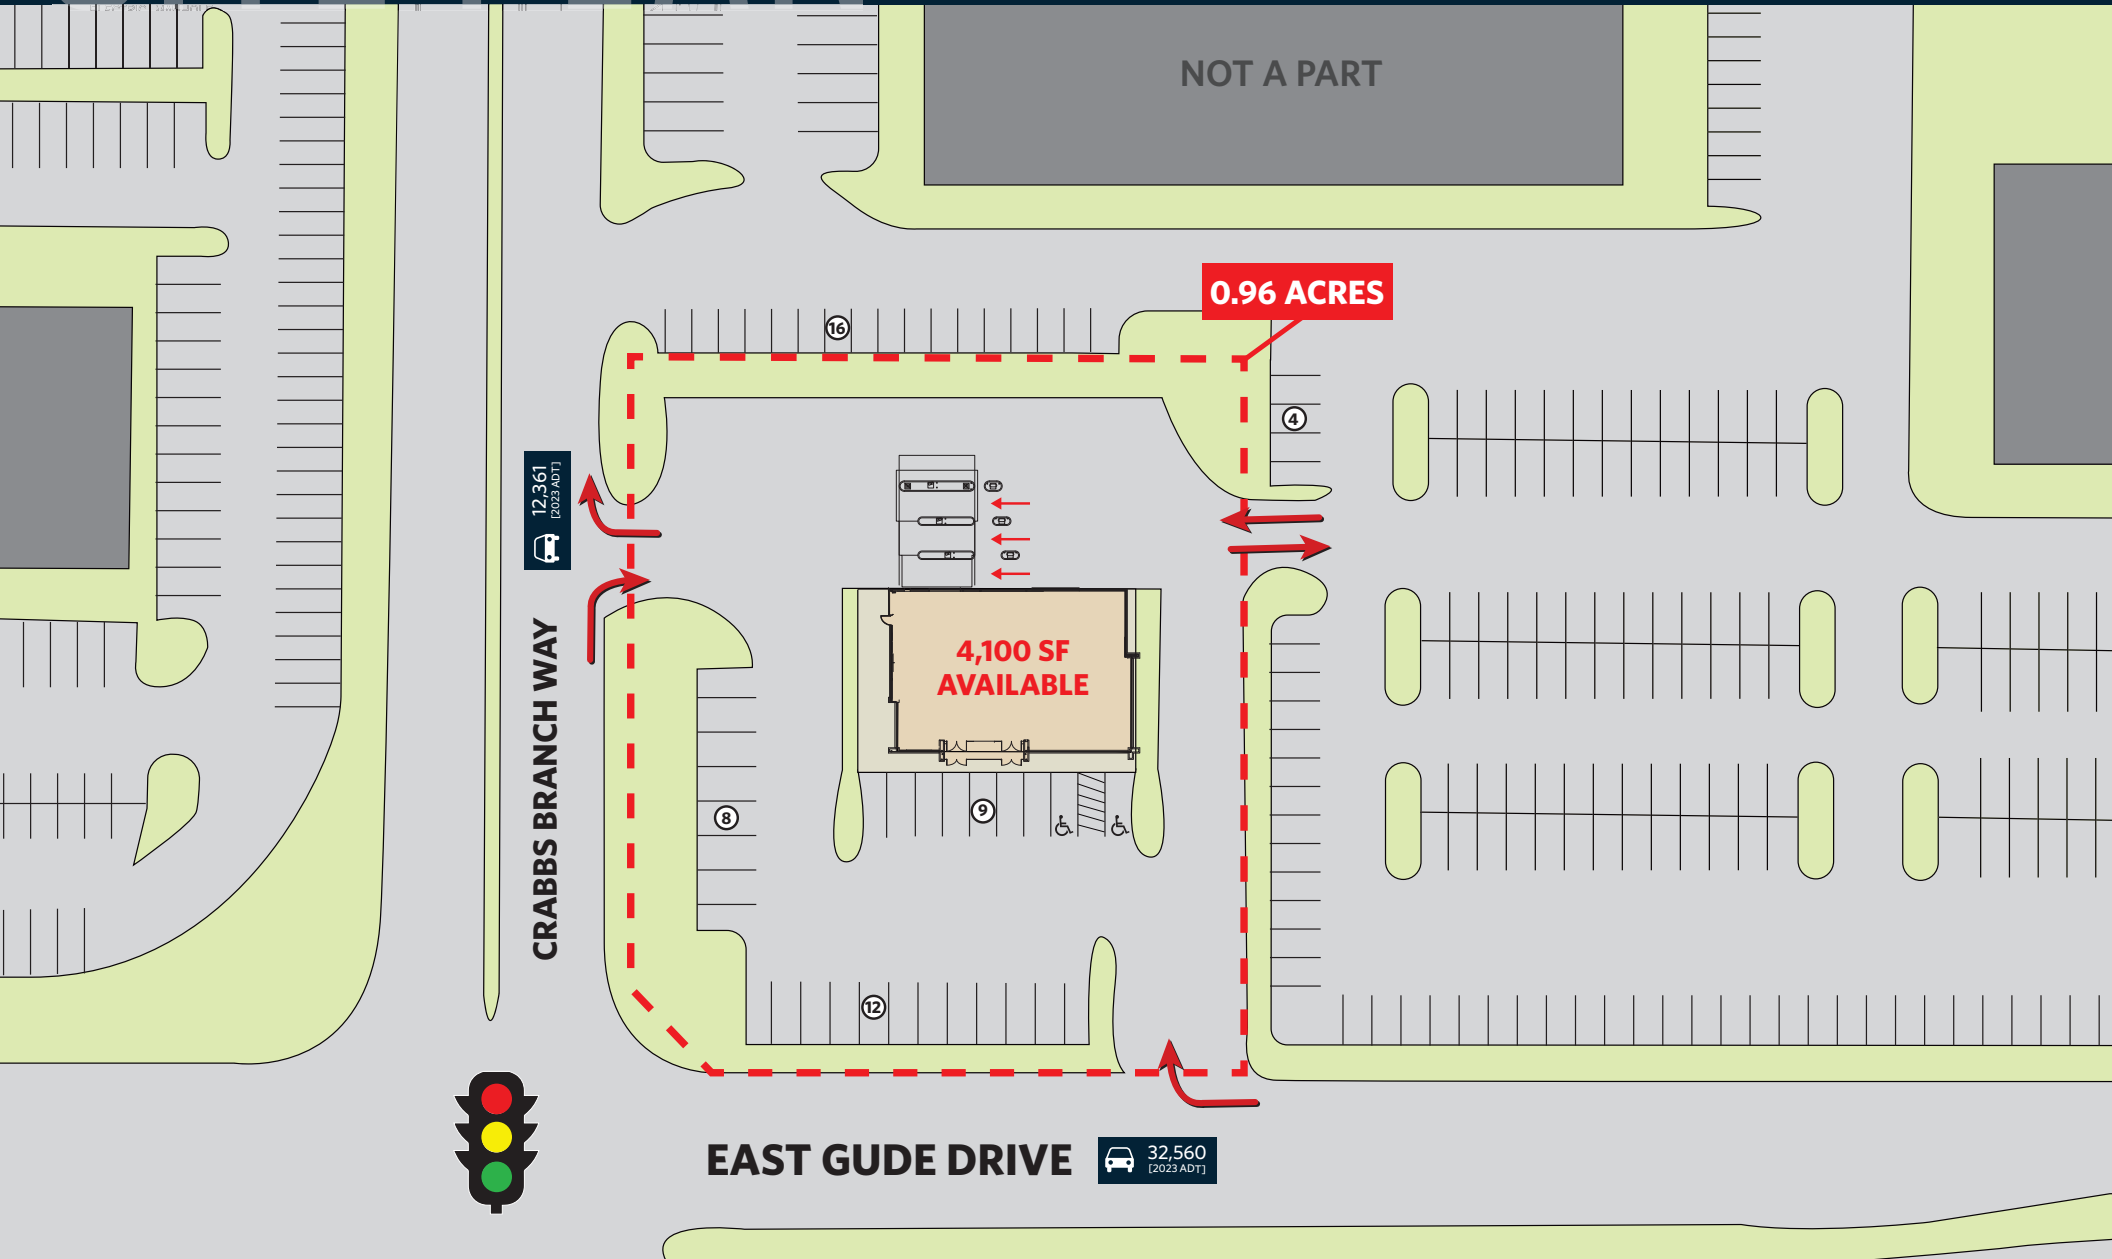 NOT A PART
0.96 ACRES
16
4
12,361
[2023 ADT]
CRABBS BRANCH WAY
4,100 SF
AVAILABLE
8
9
12
EAST GUDE DRIVE
32,560
[2023 ADT]